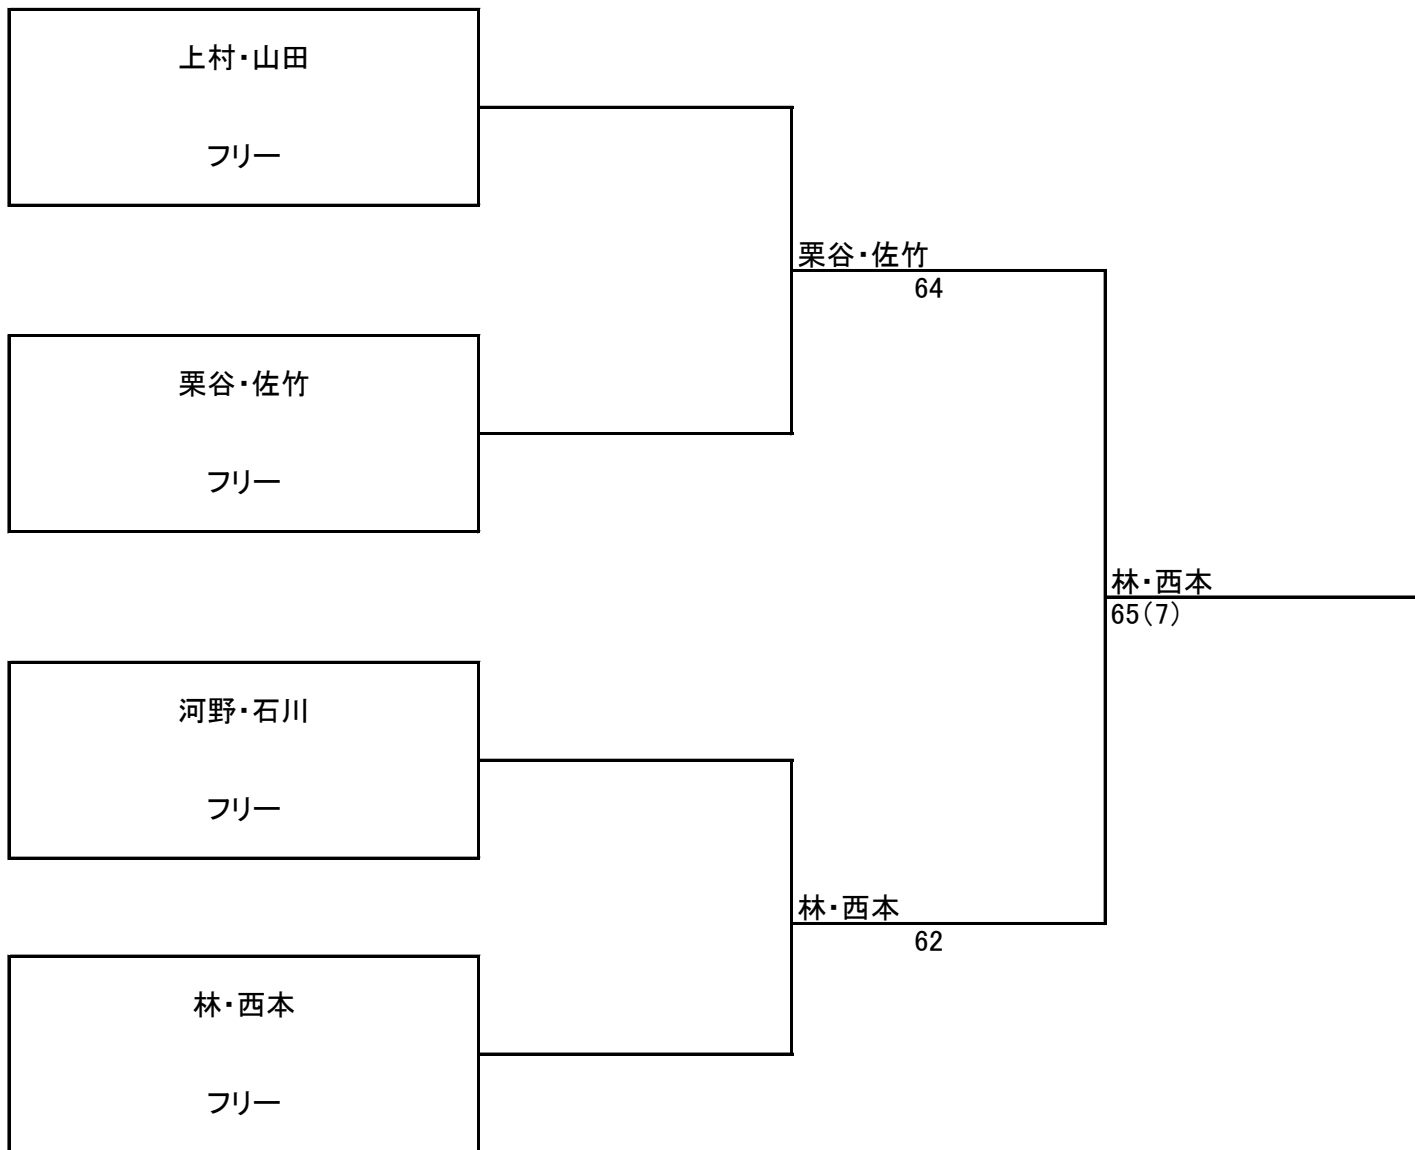 上村・山田
フリー
栗谷・佐竹
64
栗谷・佐竹
フリー
林・西本
65(7)
河野・石川
フリー
林・西本
62
林・西本
フリー